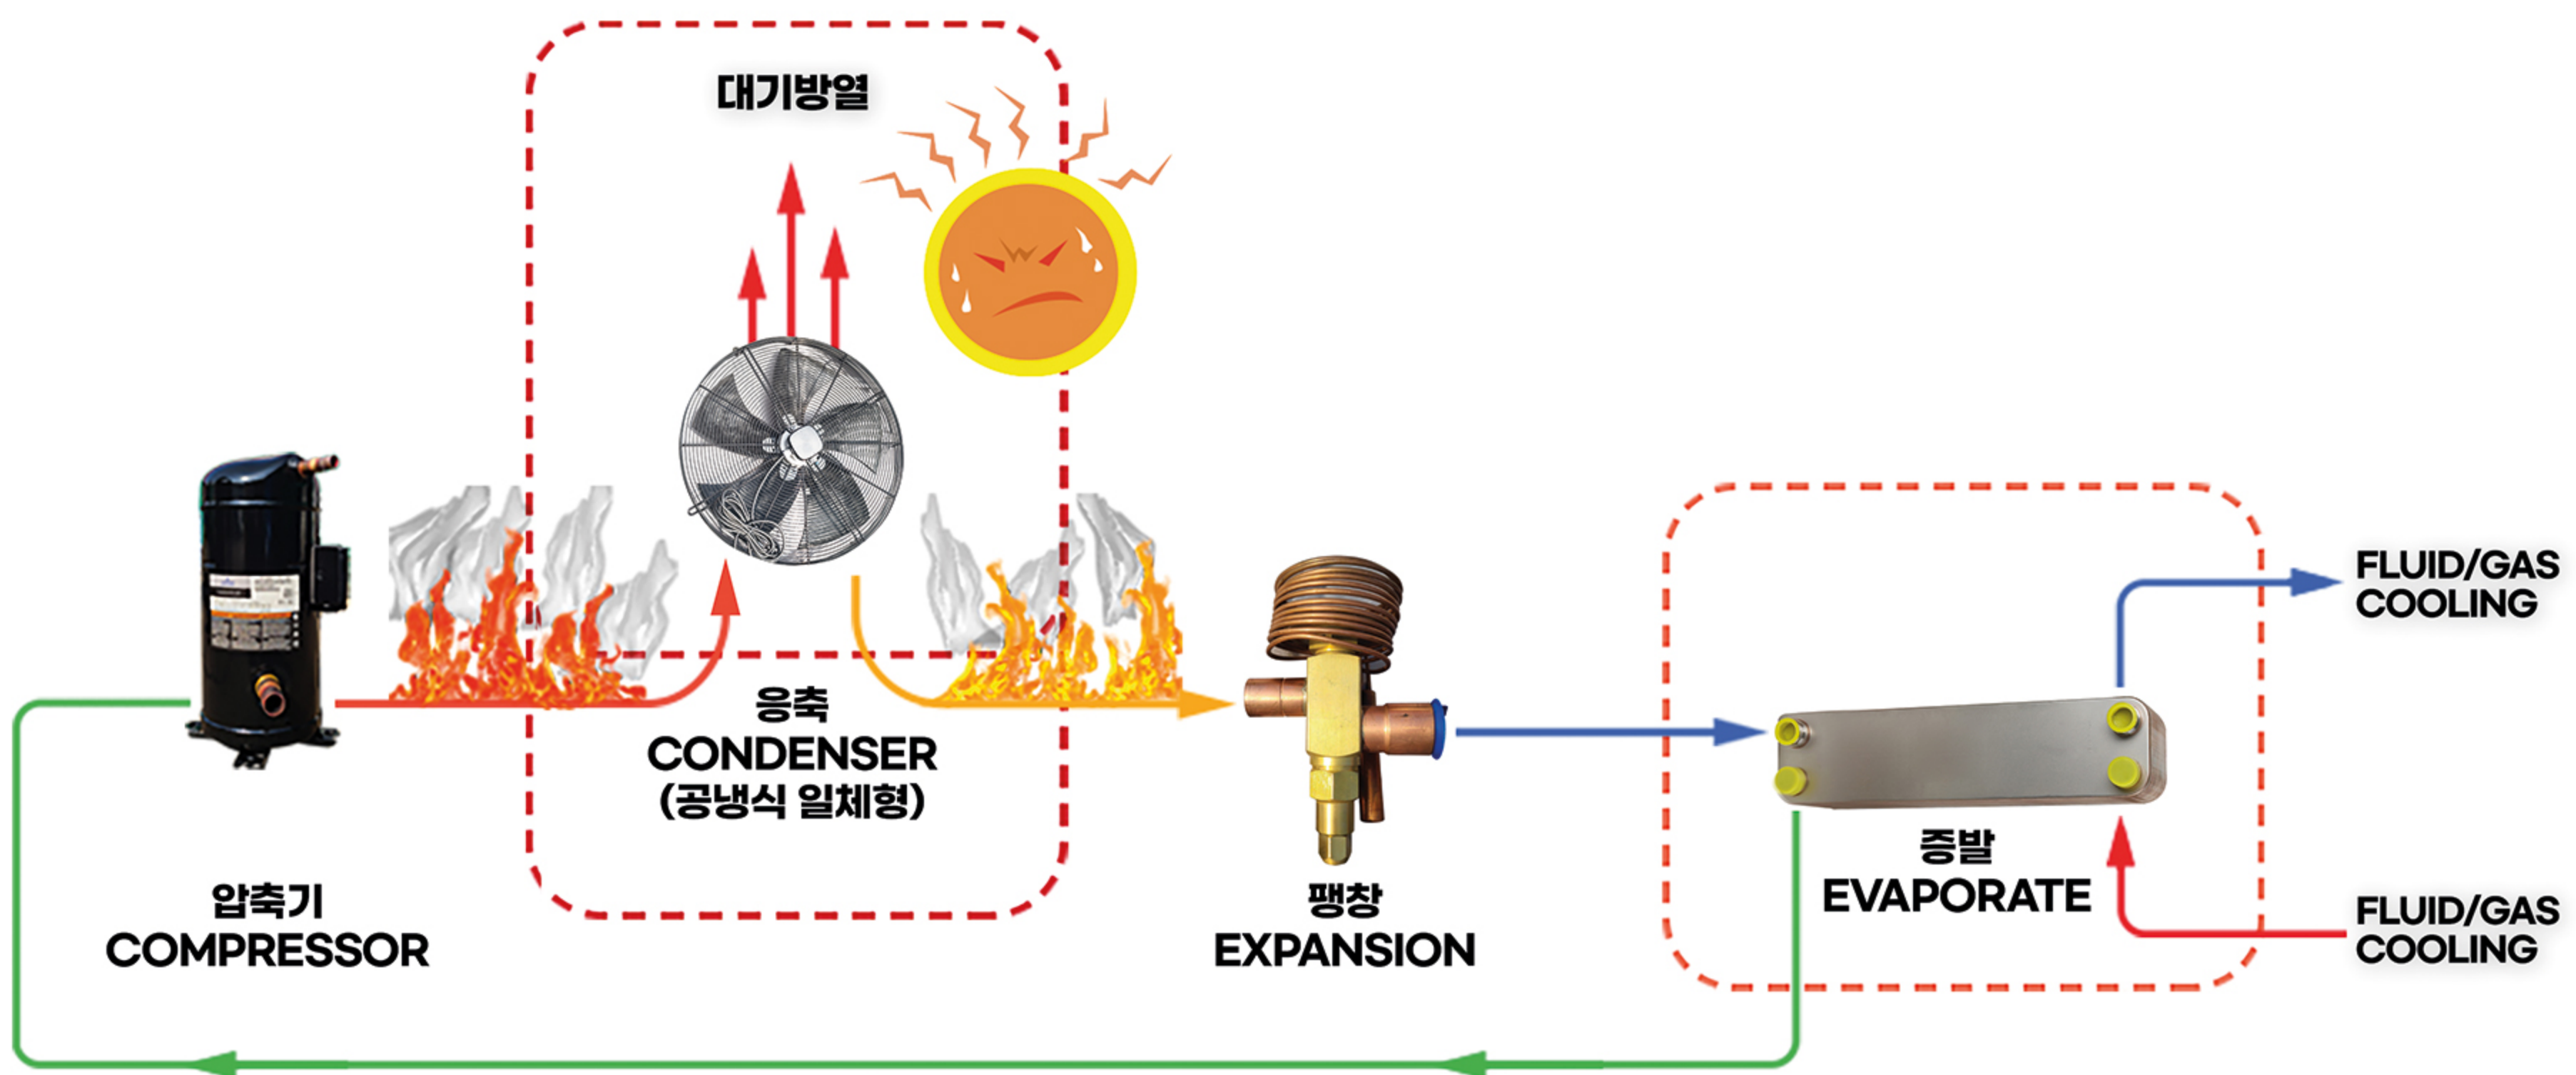 대기방열
응축
CONDENSER
(공냉식 일체형)
압축기
COMPRESSOR
팽창
EXPANSION
증발
EVAPORATE
FLUID/GAS
COOLING
FLUID/GAS
COOLING